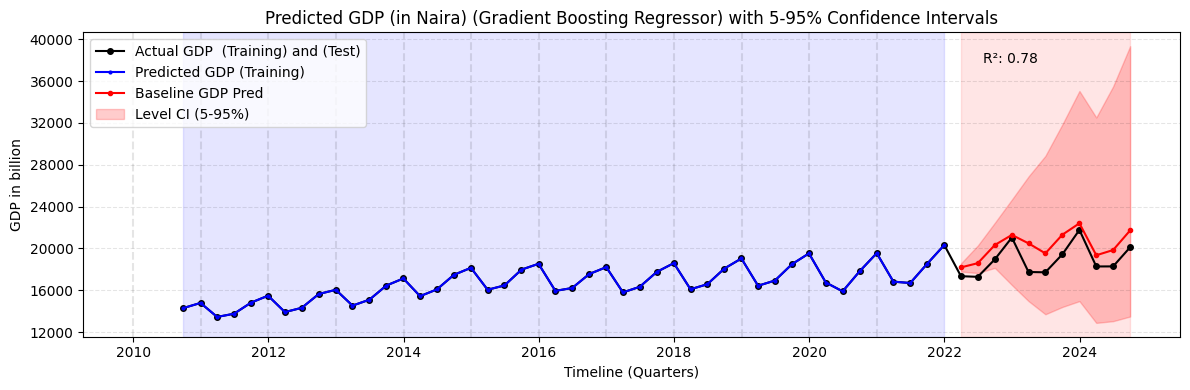 Predicted GDP (in Naira) (Gradient Boosting Regressor) with 5-95% Confidence Intervals
40000
36000
32000
28000
24000
20000
16000
12000
GDP in billion
Actual GDP  (Training) and (Test)
Predicted GDP (Training)
Baseline GDP Pred
Level CI (5-95%)
R²: 0.78
2010 2012 2014 2016 2018 2020 2022 2024
Timeline (Quarters)